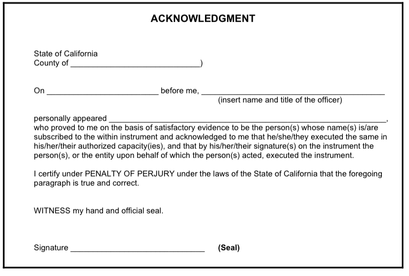 ACKNOWLEDGMENT
State of California
County of ______________________________)
On __________________________ before me, ___________________________________________
(insert name and title of the officer)
personally appeared ______________________________________________________________,
who proved to me on the basis of satisfactory evidence to be the person(s) whose name(s) is/are
subscribed to the within instrument and acknowledged to me that he/she/they executed the same in
his/her/their authorized capacity(ies), and that by his/her/their signature(s) on the instrument the
person(s), or the entity upon behalf of which the person(s) acted, executed the instrument.
I certify under PENALTY OF PERJURY under the laws of the State of California that the foregoing
paragraph is true and correct.
WITNESS my hand and official seal.
Signature ______________________________ (Seal)